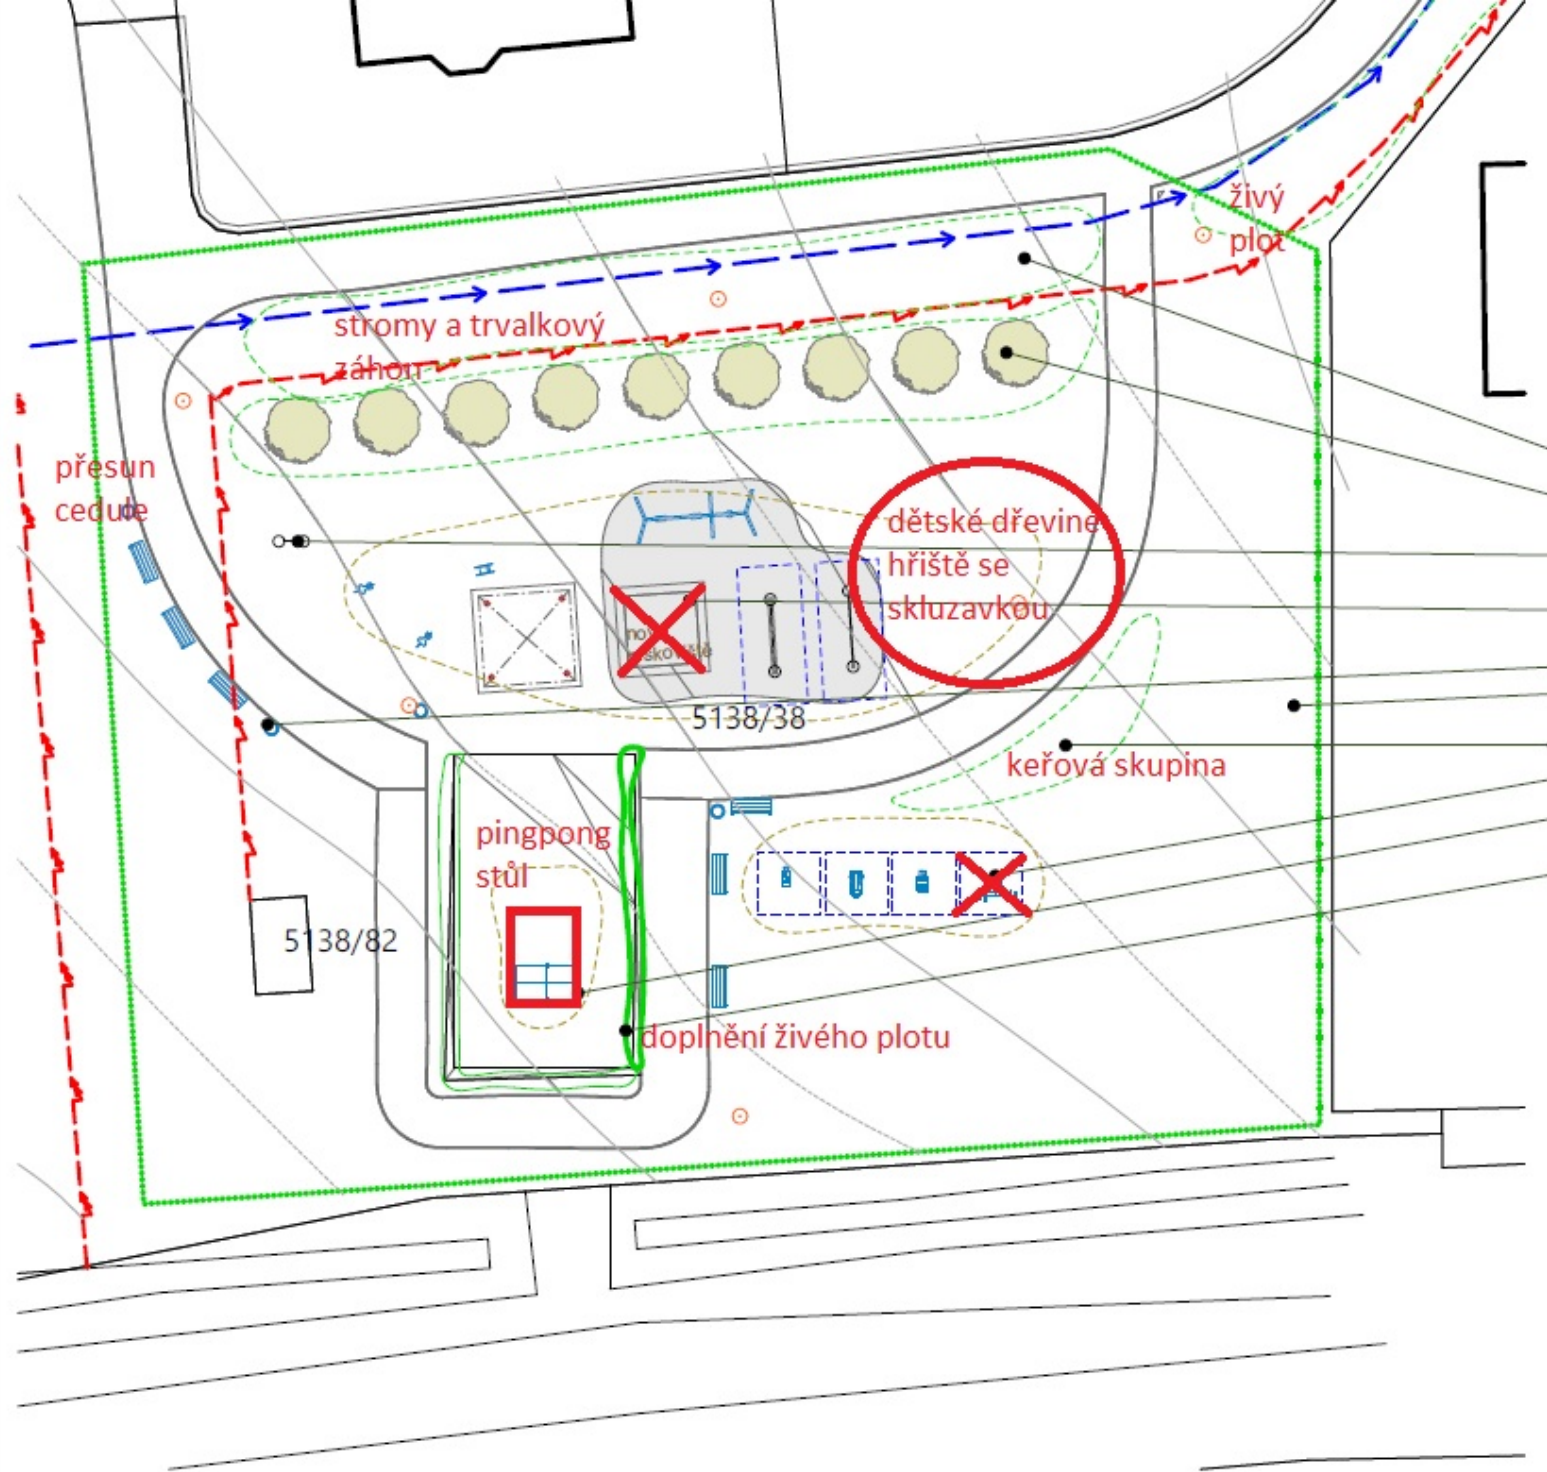 živý
plot
stromy a trvalkový
záhon
přesun
cedule
dětské dřevine
hřiště se
skluzavkou
5138/38
keřová skupina
pingpong
stůl
5138/82
doplnění živého plotu